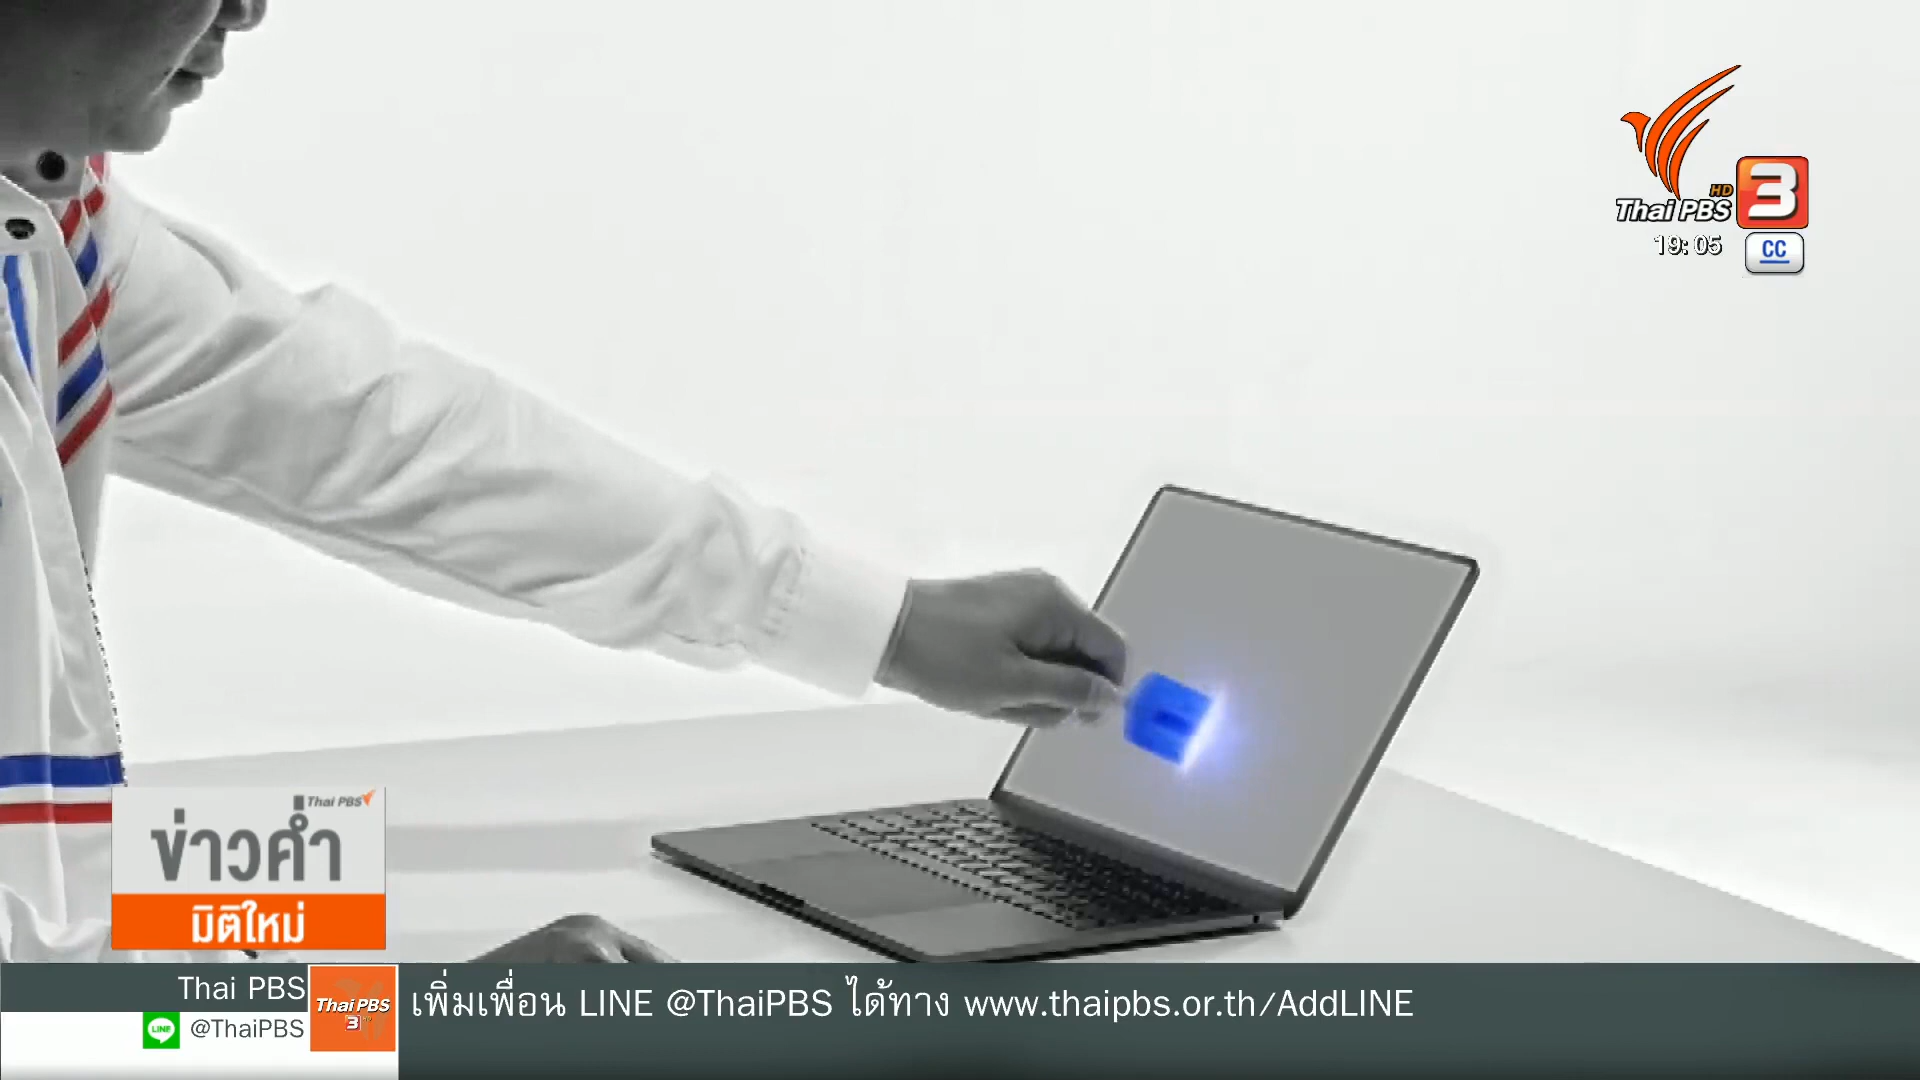 HD
Thai PBS 3
19:05
CC
Thai PBS
ข่าวค่ำ
มิติใหม่
Thai PBS
LINE @ThaiPBS
Thai PBS
3
เพิ่มเพื่อน LINE @ThaiPBS ได้ทาง www.thaipbs.or.th/AddLINE